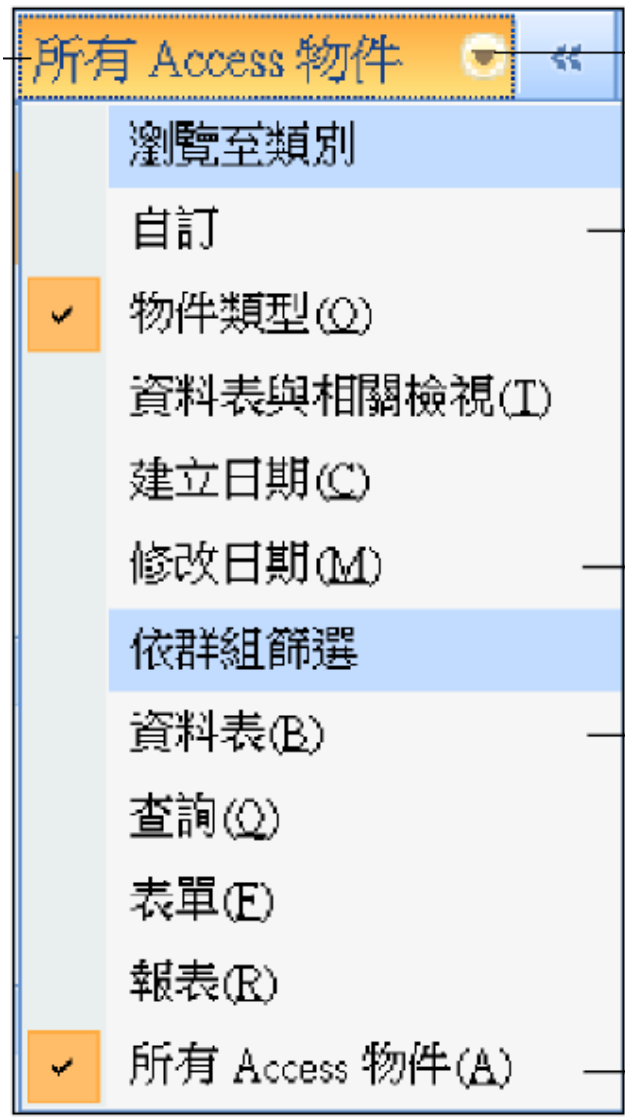 所有 Access 物件 «
瀏覽至類別
自訂
物件類型(O)
資料表與相關檢視(T)
建立日期(C)
修改日期(M)
依群組篩選
資料表(B)
查詢(Q)
表單(F)
報表(R)
所有 Access 物件(A)